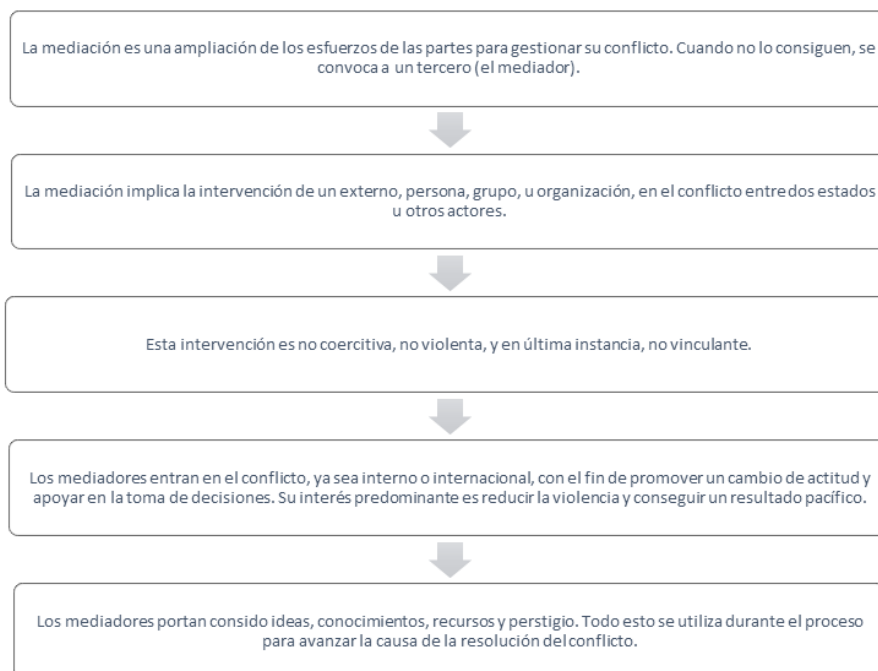 La mediación es una ampliación de los esfuerzos de las partes para gestionar su conflicto. Cuando no lo consiguen, se
convoca a un tercero (el mediador).
La mediación implica la intervención de un externo, persona, grupo, u organización, en el conflicto entre dos estados
u otros actores.
Esta intervención es no coercitiva, no violenta, y en última instancia, no vinculante.
Los mediadores entran en el conflicto, ya sea interno o internacional, con el fin de promover un cambio de actitud y
apoyar en la toma de decisiones. Su interés predominante es reducir la violencia y conseguir un resultado pacífico.
Los mediadores portan consido ideas, conocimientos, recursos y perstigio. Todo esto se utiliza durante el proceso
para avanzar la causa de la resolución del conflicto.